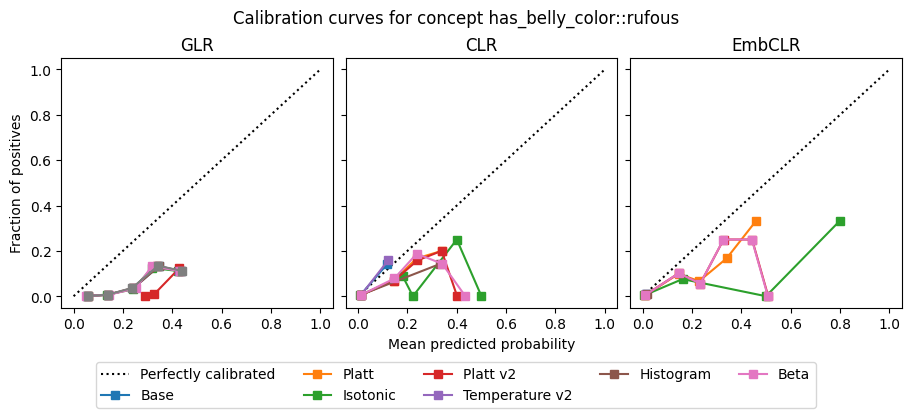 Calibration curves for concept has_belly_color::rufous
GLR
CLR
EmbCLR
Fraction of positives
1.0
0.8
0.6
0.4
0.2
0.0
0.0 0.2 0.4 0.6 0.8 1.0
0.0 0.2 0.4 0.6 0.8 1.0
0.0 0.2 0.4 0.6 0.8 1.0
Mean predicted probability
Perfectly calibrated
Base
Platt
Isotonic
Platt v2
Temperature v2
Histogram
Beta